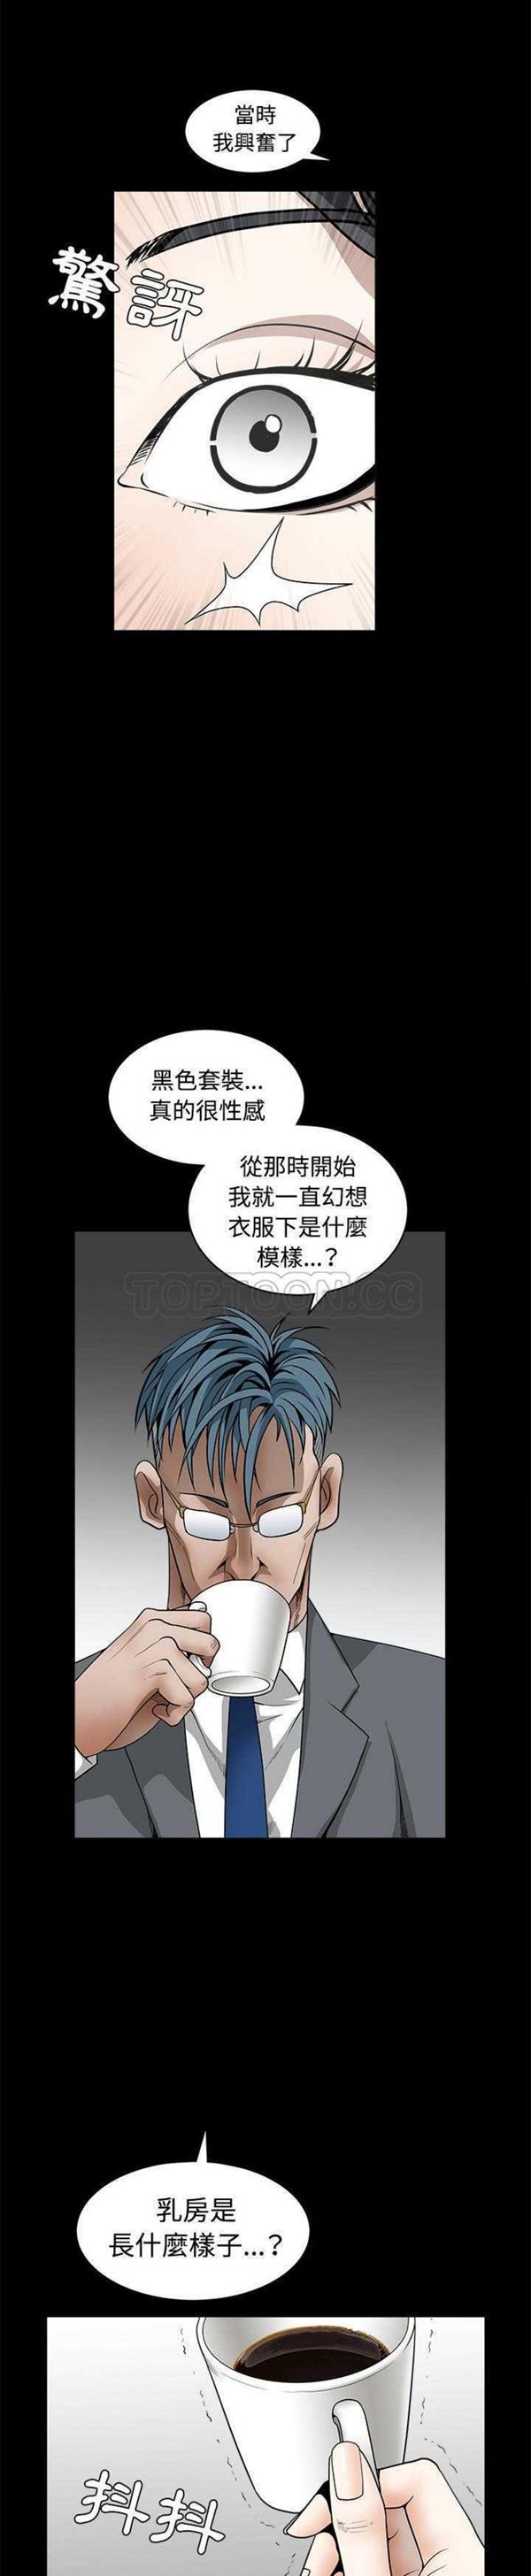 當時
我興奮了
驚訝
黑色套裝...
真的很性感
從那時開始
我就一直幻想
衣服下是什麼
模樣...？
TOPTOON.CC
乳房是
長什麼樣子...？
抖抖